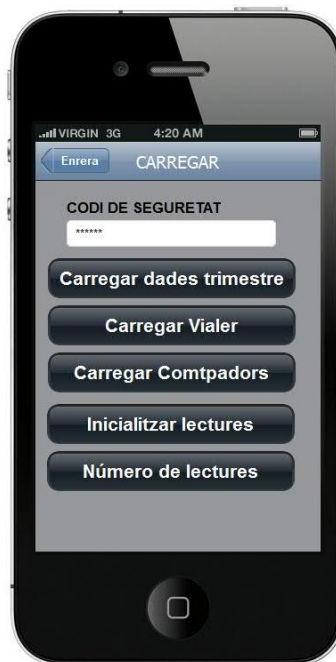 VIRGIN 3G 4:20 AM
Enrera CARREGAR
CODI DE SEGURETAT
******
Carregar dades trimestre
Carregar Vialer
Carregar Comtpadors
Inicialitzar lectures
Número de lectures